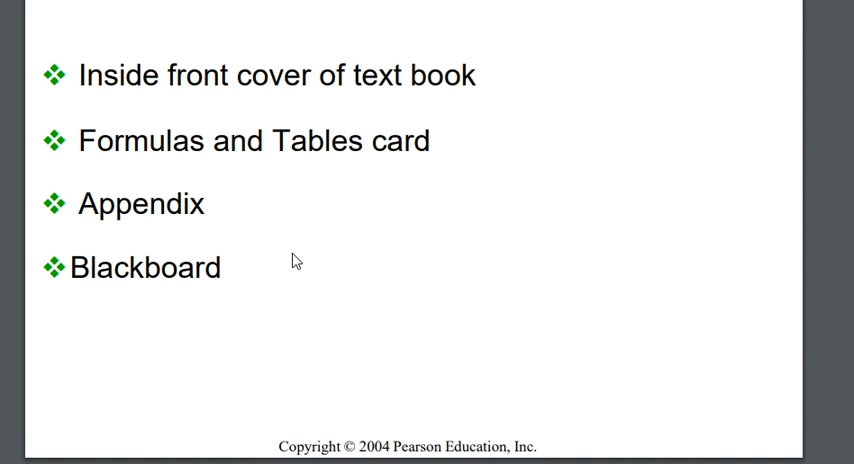 Inside front cover of text book
Formulas and Tables card
Appendix
Blackboard
Copyright © 2004 Pearson Education, Inc.